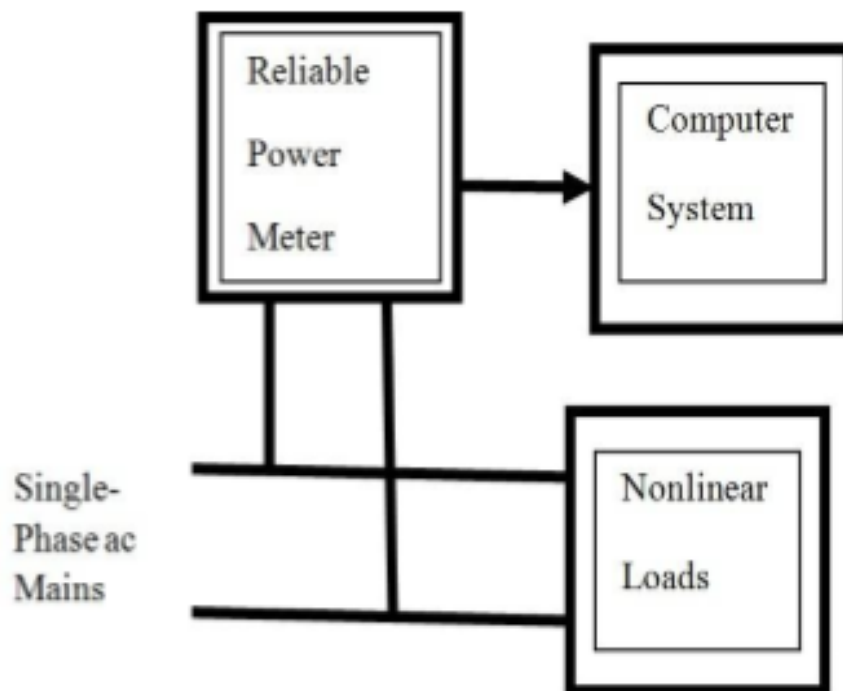 Reliable
Power
Meter
Computer
System
Single-
Phase ac
Mains
Nonlinear
Loads